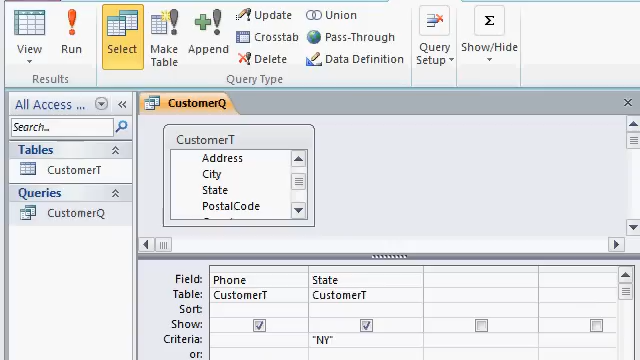 View
Run
Select
Make Table
Append
Update
Crosstab
Delete
Union
Pass-Through
Data Definition
Query Setup
Show/Hide
Results
Query Type
All Access ...
CustomerQ
Search...
Tables
CustomerT
Queries
CustomerQ
CustomerT
Address
City
State
PostalCode
Field: Phone State
Table: CustomerT CustomerT
Sort:
Show:
Criteria: "NY"
or: